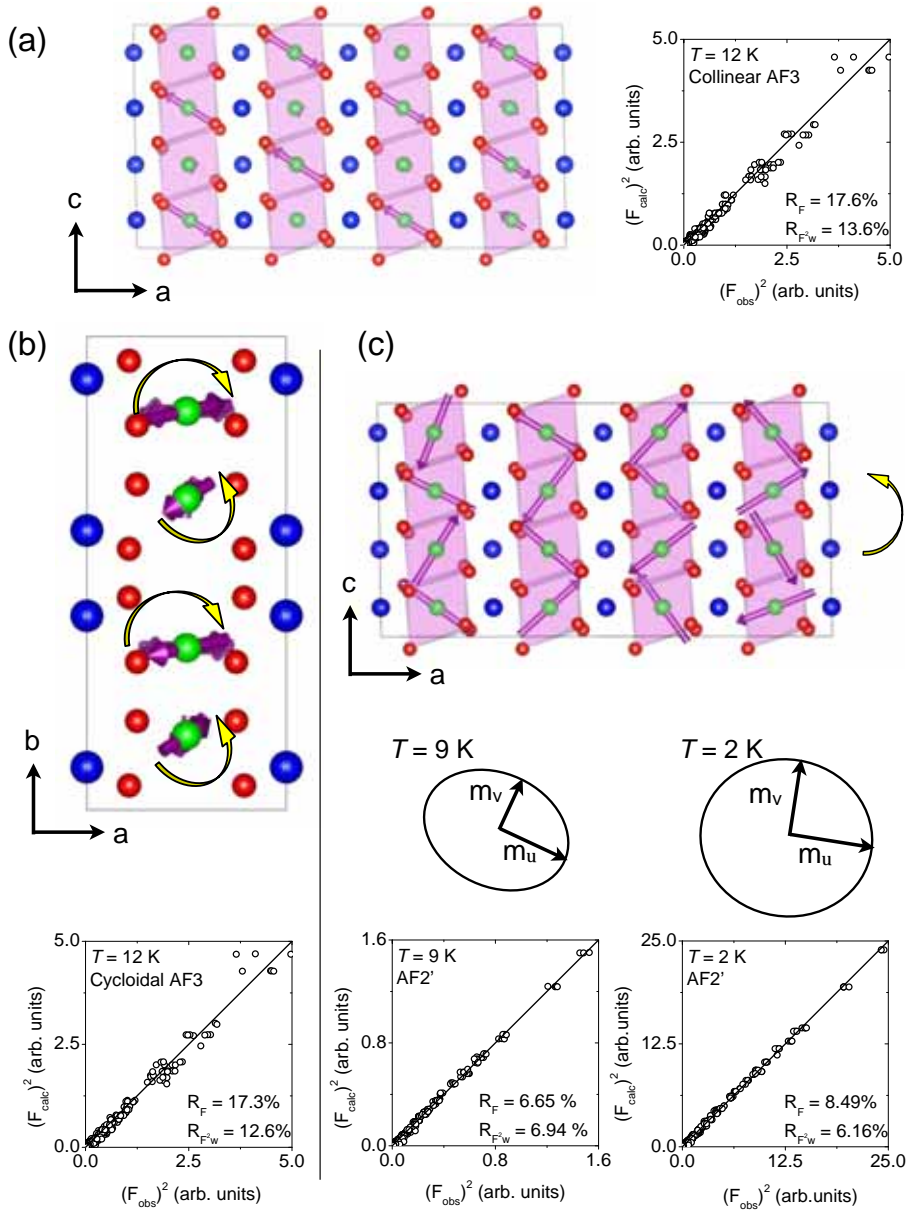 (a)
c
a
5.0
2.5
0.0
0.0 2.5 5.0
T = 12 K
Collinear AF3
R_F = 17.6%
R_F²w = 13.6%
(F_calc)² (arb. units)
(F_obs)² (arb. units)
(b)
b
a
(c)
c
a
T = 9 K
m_v
m_u
T = 2 K
m_v
m_u
5.0
2.5
0.0
0.0 2.5 5.0
T = 12 K
Cycloidal AF3
R_F = 17.3%
R_F²w = 12.6%
(F_calc)² (arb. units)
(F_obs)² (arb. units)
1.6
0.8
0.0
0.0 0.8 1.6
T = 9 K
AF2'
R_F = 6.65 %
R_F²w = 6.94 %
(F_calc)² (arb. units)
(F_obs)² (arb. units)
25.0
12.5
0.0
0.0 12.5 25.0
T = 2 K
AF2'
R_F = 8.49%
R_F²w = 6.16%
(F_calc)² (arb. units)
(F_obs)² (arb.units)